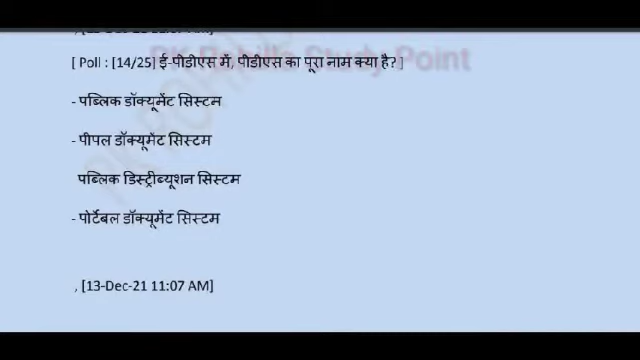 [ Poll : [14/25] ई-पीडीएस में, पीडीएस का पूरा नाम क्या है? ]
- पब्लिक डॉक्यूमेंट सिस्टम
- पीपल डॉक्यूमेंट सिस्टम
पब्लिक डिस्ट्रीब्यूशन सिस्टम
- पोर्टेबल डॉक्यूमेंट सिस्टम
, [13-Dec-21 11:07 AM]